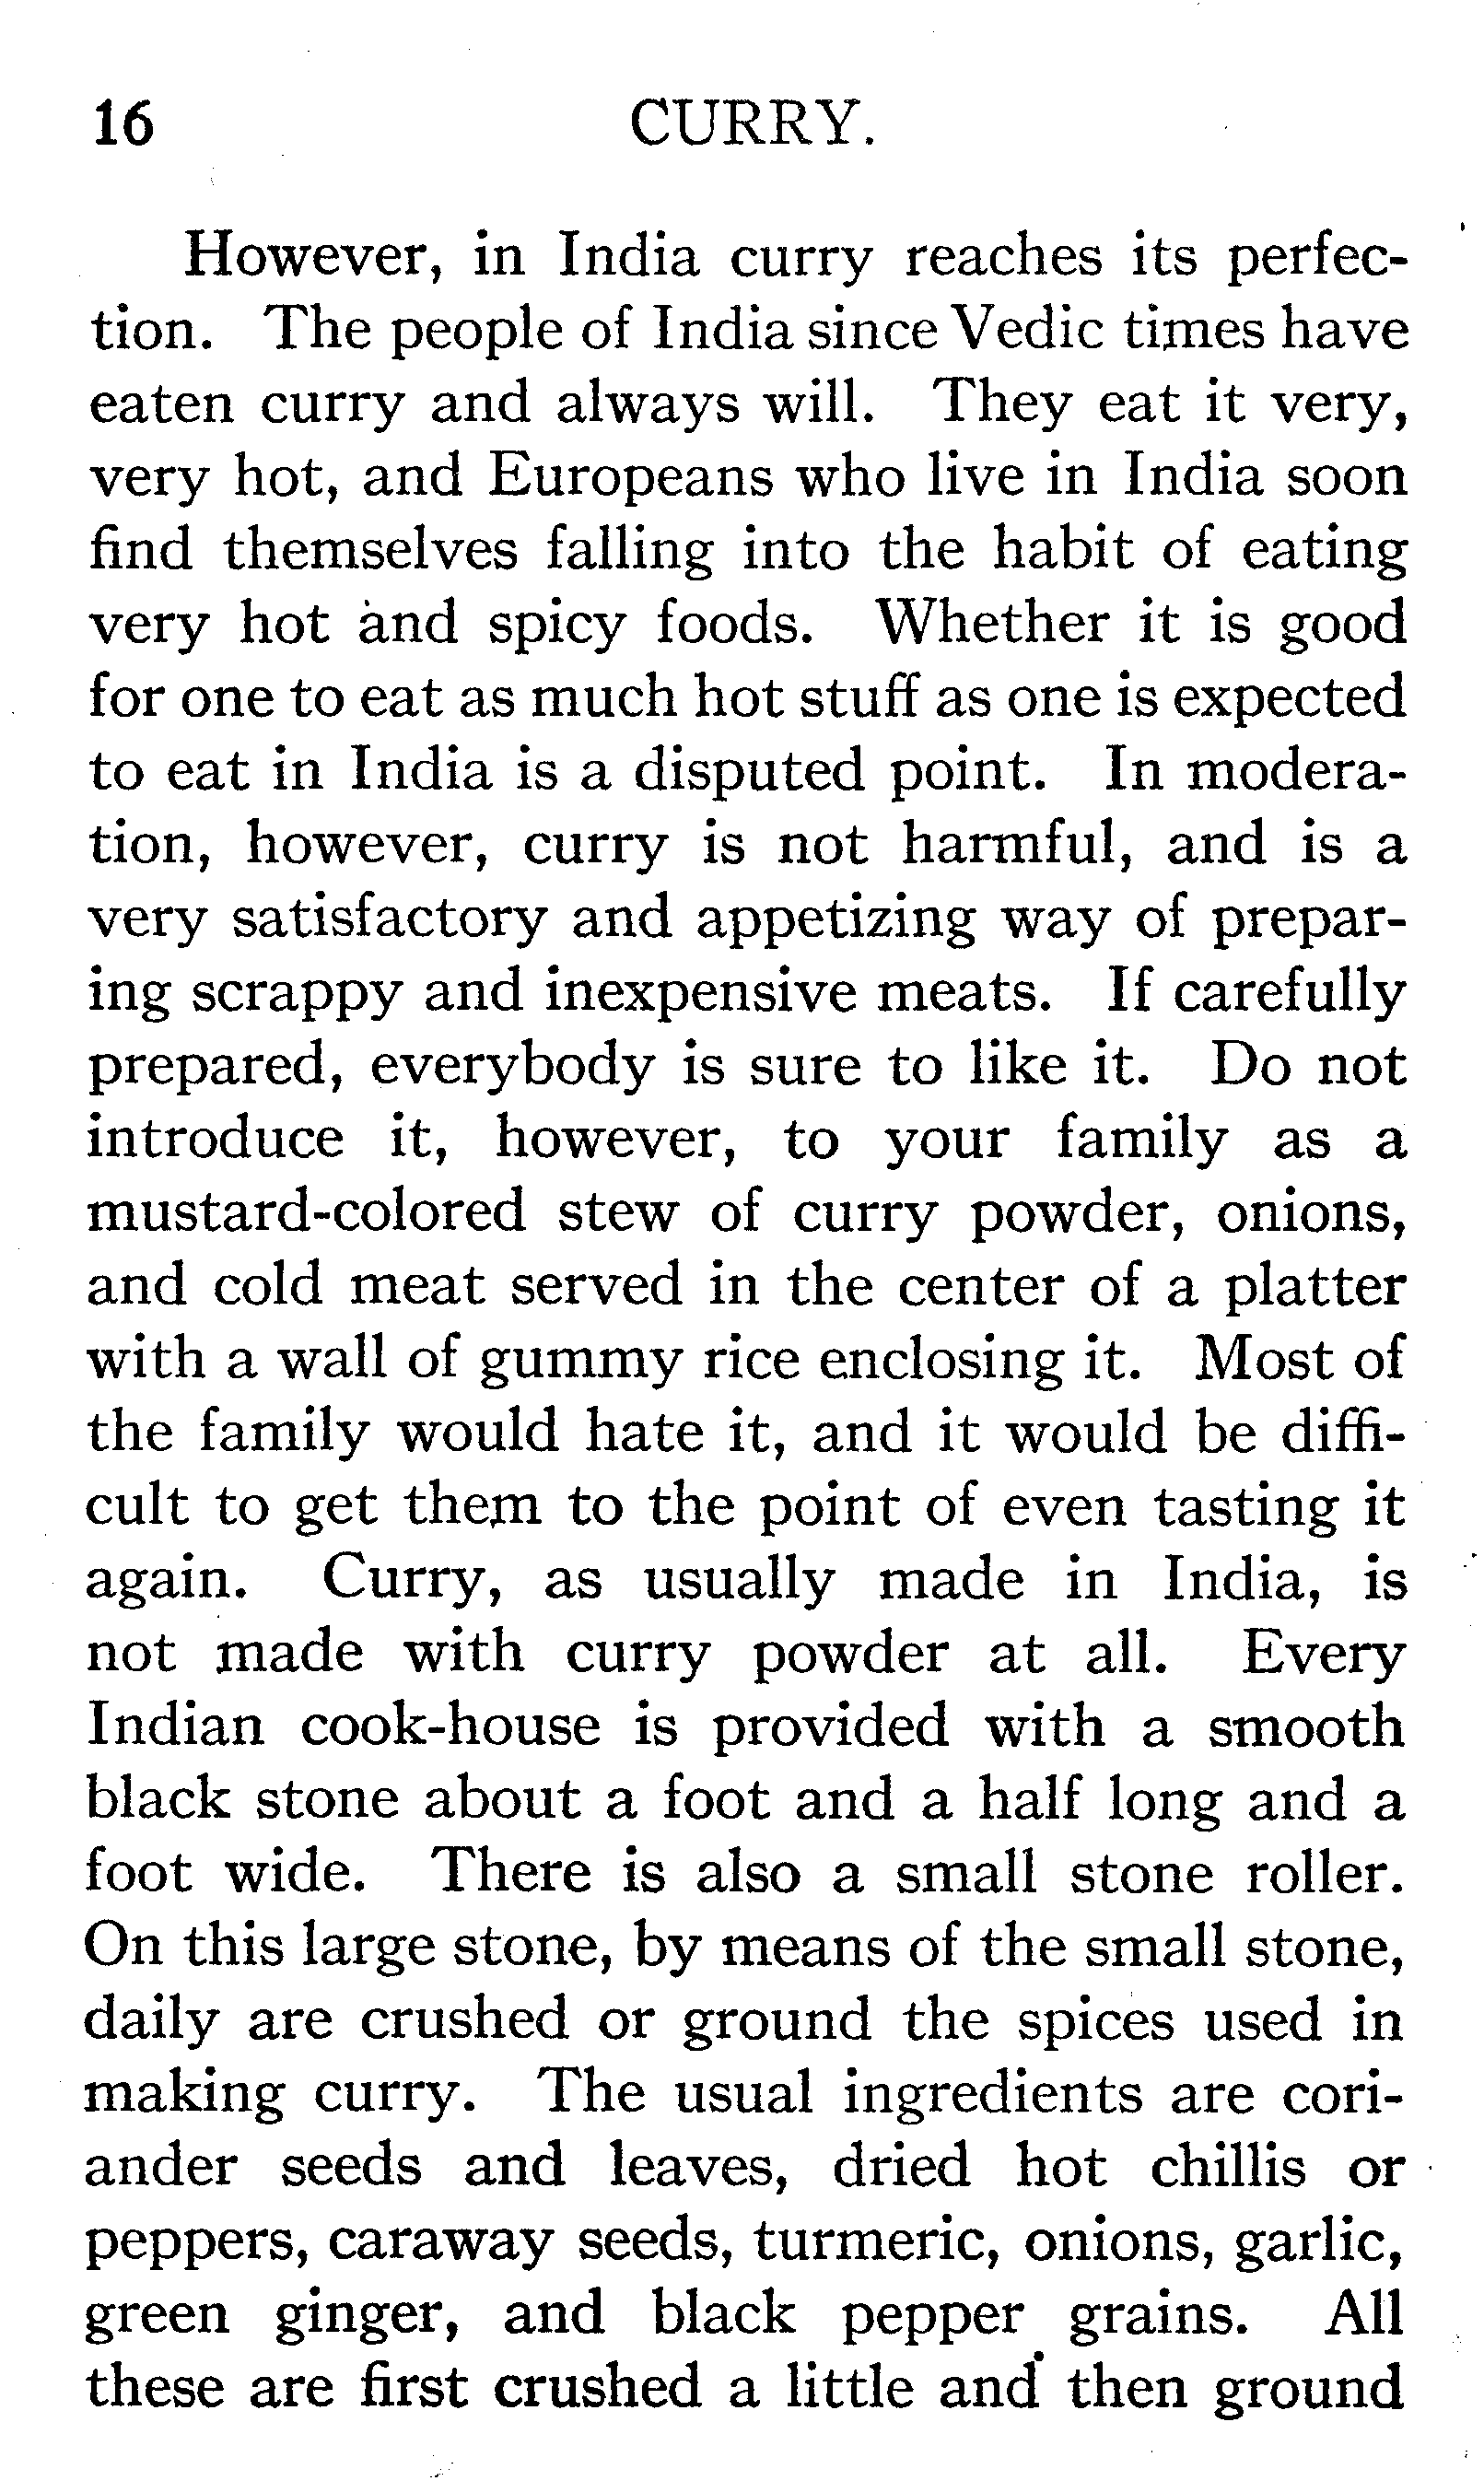 16 CURRY.
However, in India curry reaches its perfec-
tion. The people of India since Vedic times have
eaten curry and always will. They eat it very,
very hot, and Europeans who live in India soon
find themselves falling into the habit of eating
very hot and spicy foods. Whether it is good
for one to eat as much hot stuff as one is expected
to eat in India is a disputed point. In modera-
tion, however, curry is not harmful, and is a
very satisfactory and appetizing way of prepar-
ing scrappy and inexpensive meats. If carefully
prepared, everybody is sure to like it. Do not
introduce it, however, to your family as a
mustard-colored stew of curry powder, onions,
and cold meat served in the center of a platter
with a wall of gummy rice enclosing it. Most of
the family would hate it, and it would be diffi-
cult to get them to the point of even tasting it
again. Curry, as usually made in India, is
not made with curry powder at all. Every
Indian cook-house is provided with a smooth
black stone about a foot and a half long and a
foot wide. There is also a small stone roller.
On this large stone, by means of the small stone,
daily are crushed or ground the spices used in
making curry. The usual ingredients are cori-
ander seeds and leaves, dried hot chillis or
peppers, caraway seeds, turmeric, onions, garlic,
green ginger, and black pepper grains. All
these are first crushed a little and then ground